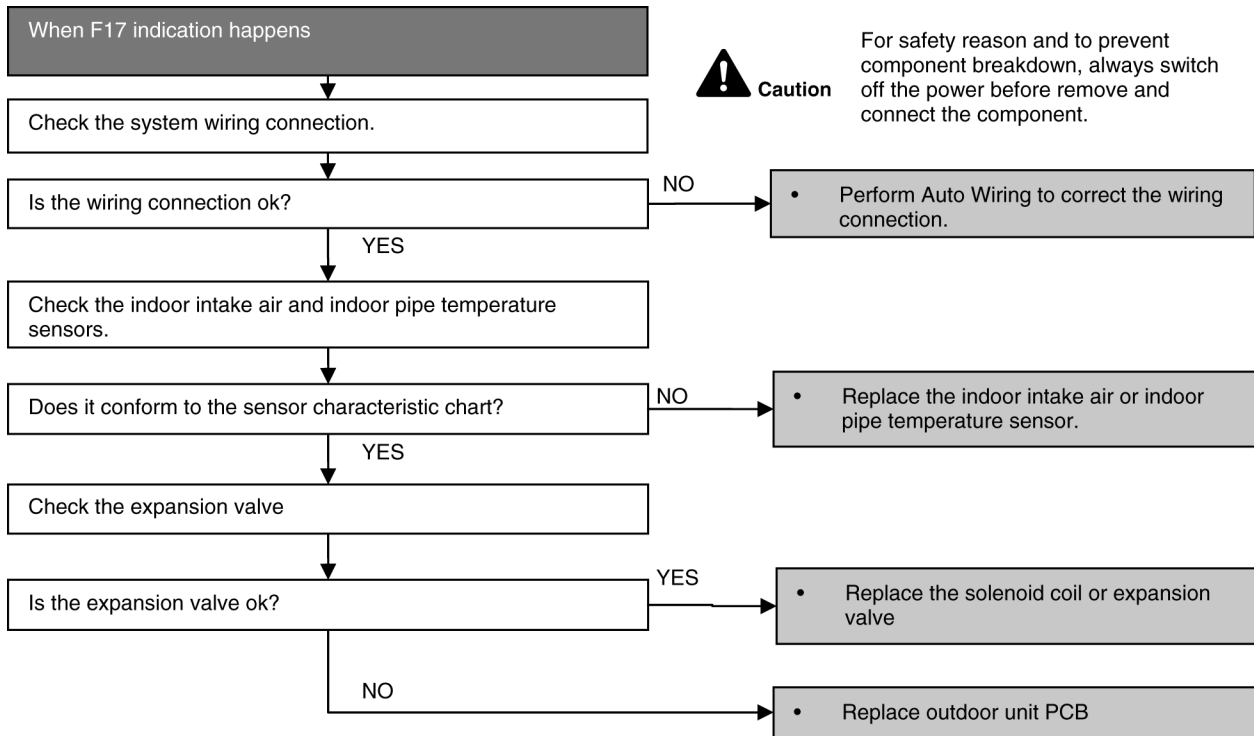 When F17 indication happens
Caution
For safety reason and to prevent
component breakdown, always switch
off the power before remove and
connect the component.
Check the system wiring connection.
Is the wiring connection ok?
NO
• Perform Auto Wiring to correct the wiring
connection.
YES
Check the indoor intake air and indoor pipe temperature
sensors.
Does it conform to the sensor characteristic chart?
NO
• Replace the indoor intake air or indoor
pipe temperature sensor.
YES
Check the expansion valve
Is the expansion valve ok?
YES
• Replace the solenoid coil or expansion
valve
NO
• Replace outdoor unit PCB